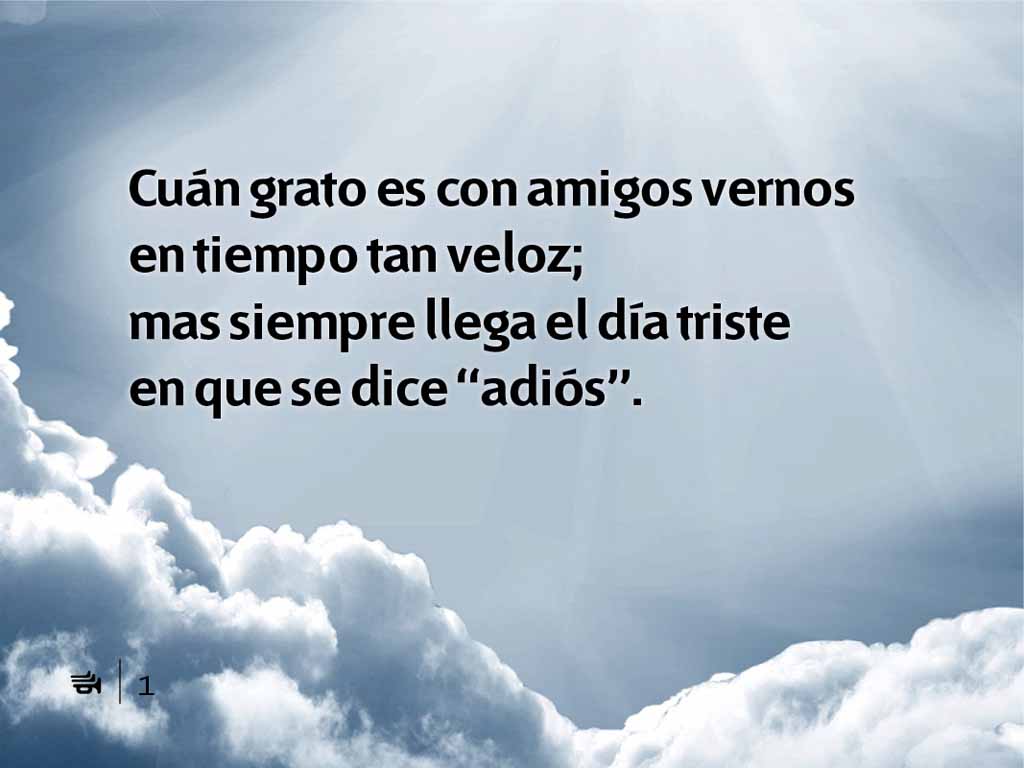 Cuán grato es con amigos vernos
en tiempo tan veloz;
mas siempre llega el día triste
en que se dice “adiós”.
1